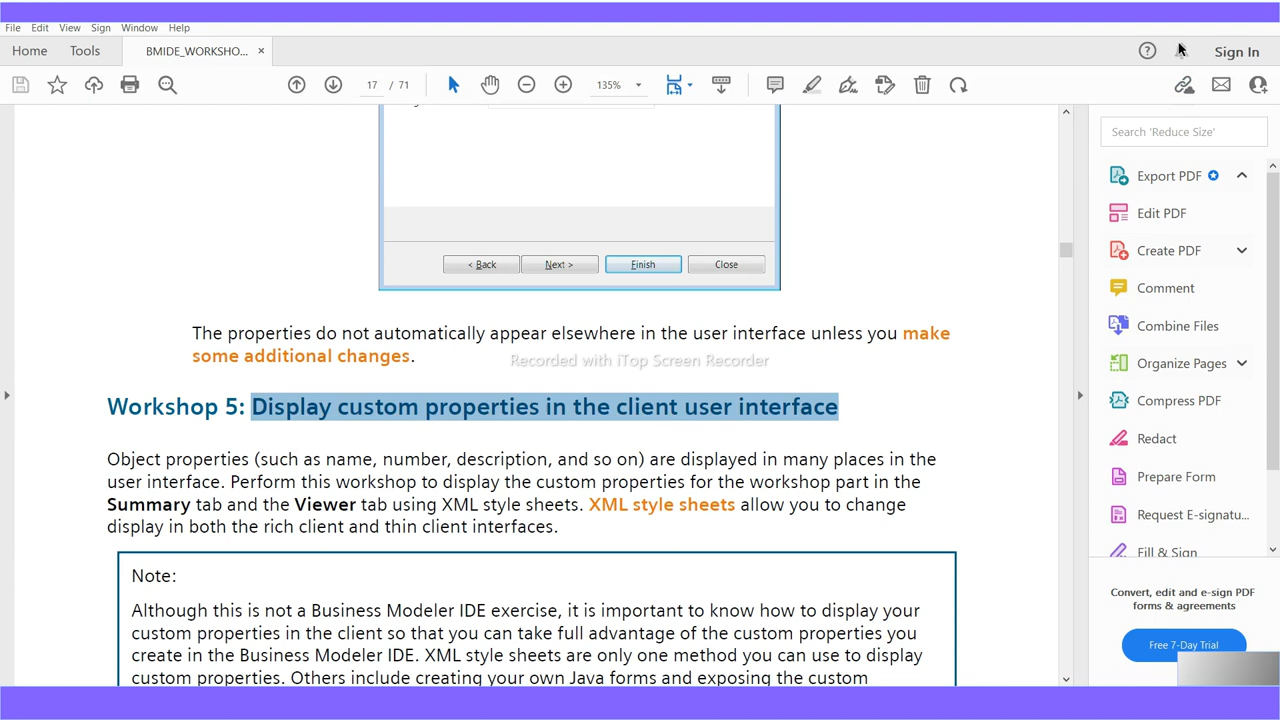 File Edit View Sign Window Help
Home Tools BMIDE_WORKSHO... × Sign In
17 / 71 135%
< Back Next > Finish Close
The properties do not automatically appear elsewhere in the user interface unless you make
some additional changes.
Recorded with iTop Screen Recorder
Workshop 5: Display custom properties in the client user interface
Object properties (such as name, number, description, and so on) are displayed in many places in the
user interface. Perform this workshop to display the custom properties for the workshop part in the
Summary tab and the Viewer tab using XML style sheets. XML style sheets allow you to change
display in both the rich client and thin client interfaces.
Note:
Although this is not a Business Modeler IDE exercise, it is important to know how to display your
custom properties in the client so that you can take full advantage of the custom properties you
create in the Business Modeler IDE. XML style sheets are only one method you can use to display
custom properties. Others include creating your own Java forms and exposing the custom
Search 'Reduce Size'
Export PDF
Edit PDF
Create PDF
Comment
Combine Files
Organize Pages
Compress PDF
Redact
Prepare Form
Request E-signatu...
Fill & Sign
Convert, edit and e-sign PDF
forms & agreements
Free 7-Day Trial